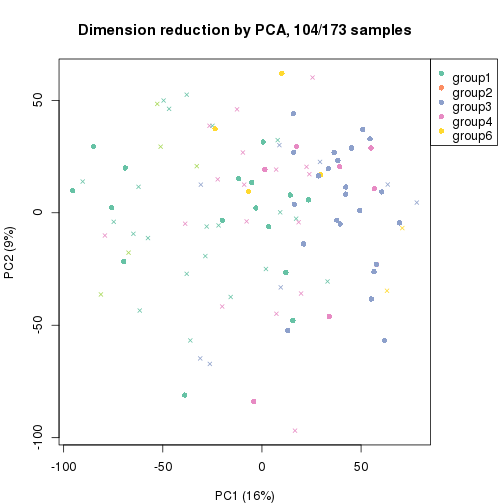 Dimension reduction by PCA, 104/173 samples
group1
group2
group3
group4
group6
50
0
-50
-100
PC2 (9%)
-100
-50
0
50
PC1 (16%)